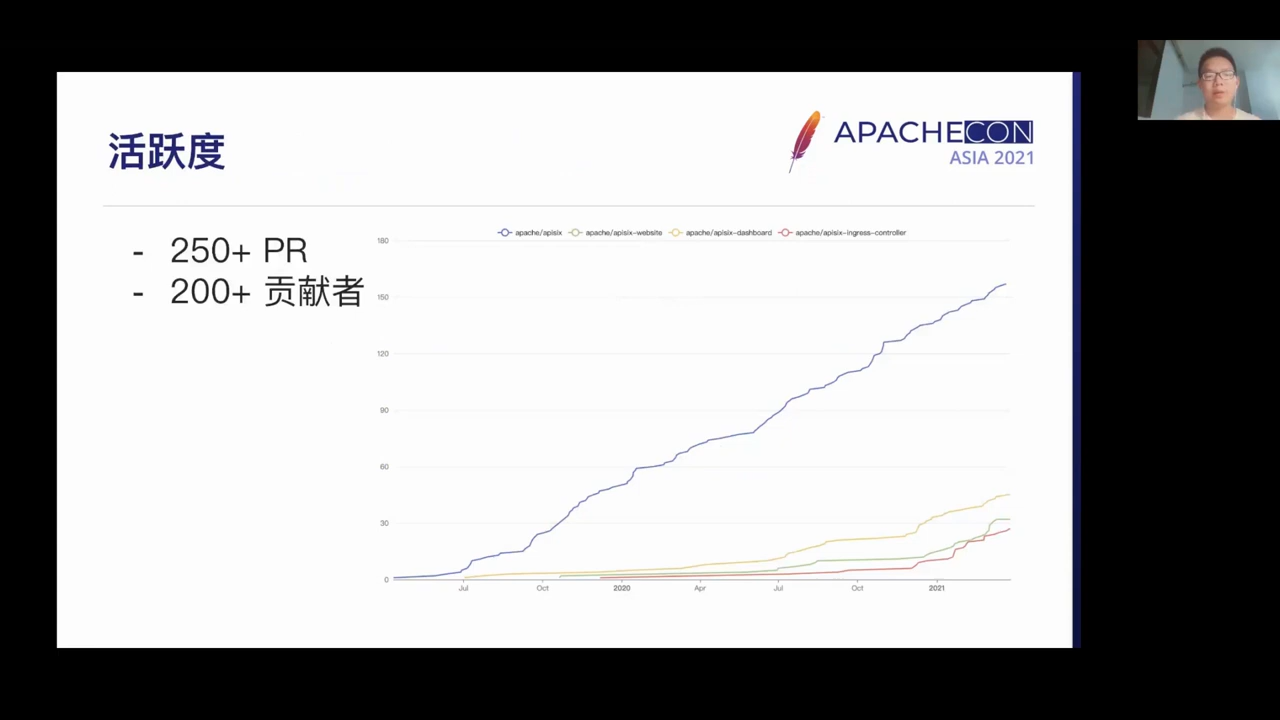 活跃度
APACHECON
ASIA 2021
- 250+ PR
- 200+ 贡献者
apache/apisix apache/apisix-website apache/apisix-dashboard apache/apisix-ingress-controller
180
150
120
90
60
30
0
Jul Oct 2020 Apr Jul Oct 2021